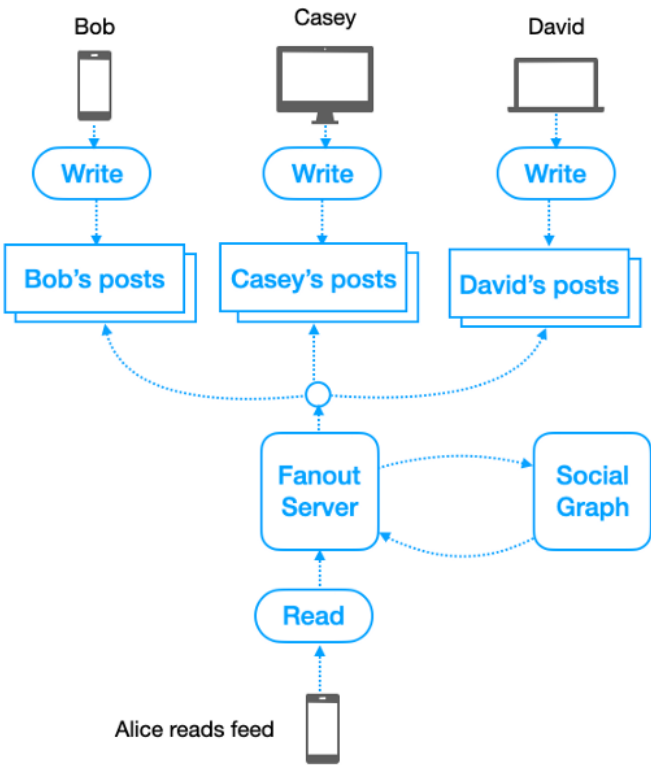 Bob
Casey
David
Write
Write
Write
Bob's posts
Casey's posts
David's posts
Fanout
Server
Social
Graph
Read
Alice reads feed